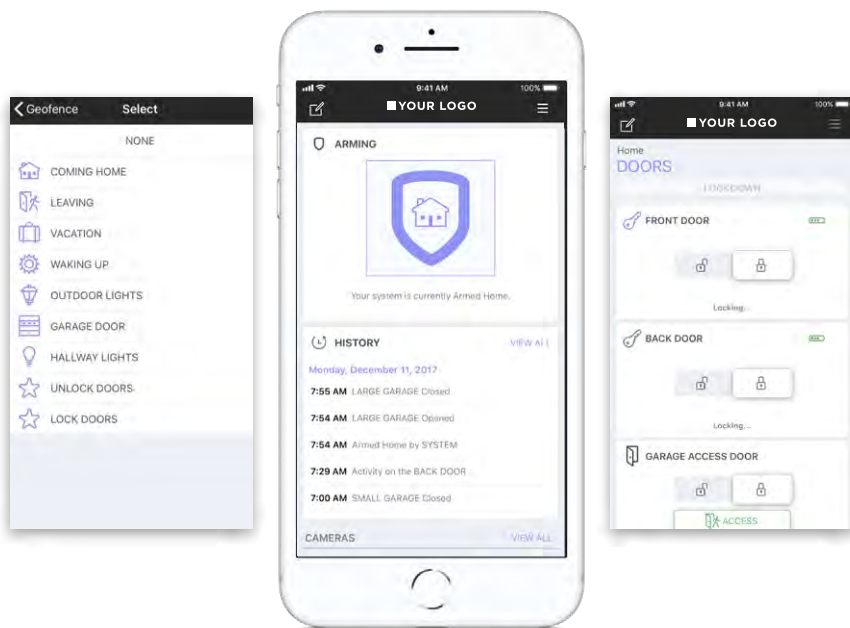 Geofence Select
NONE
COMING HOME
LEAVING
VACATION
WAKING UP
OUTDOOR LIGHTS
GARAGE DOOR
HALLWAY LIGHTS
UNLOCK DOORS
LOCK DOORS
9:41 AM 100%
YOUR LOGO
ARMING
Your system is currently Armed Home.
HISTORY VIEW ALL
Monday, December 11, 2017
7:55 AM LARGE GARAGE Closed
7:54 AM LARGE GARAGE Opened
7:54 AM Armed Home by SYSTEM
7:29 AM Activity on the BACK DOOR
7:00 AM SMALL GARAGE Closed
CAMERAS VIEW ALL
9:41 AM 100%
YOUR LOGO
Home
DOORS
LOCKDOWN
FRONT DOOR
Locking...
BACK DOOR
Locking...
GARAGE ACCESS DOOR
ACCESS